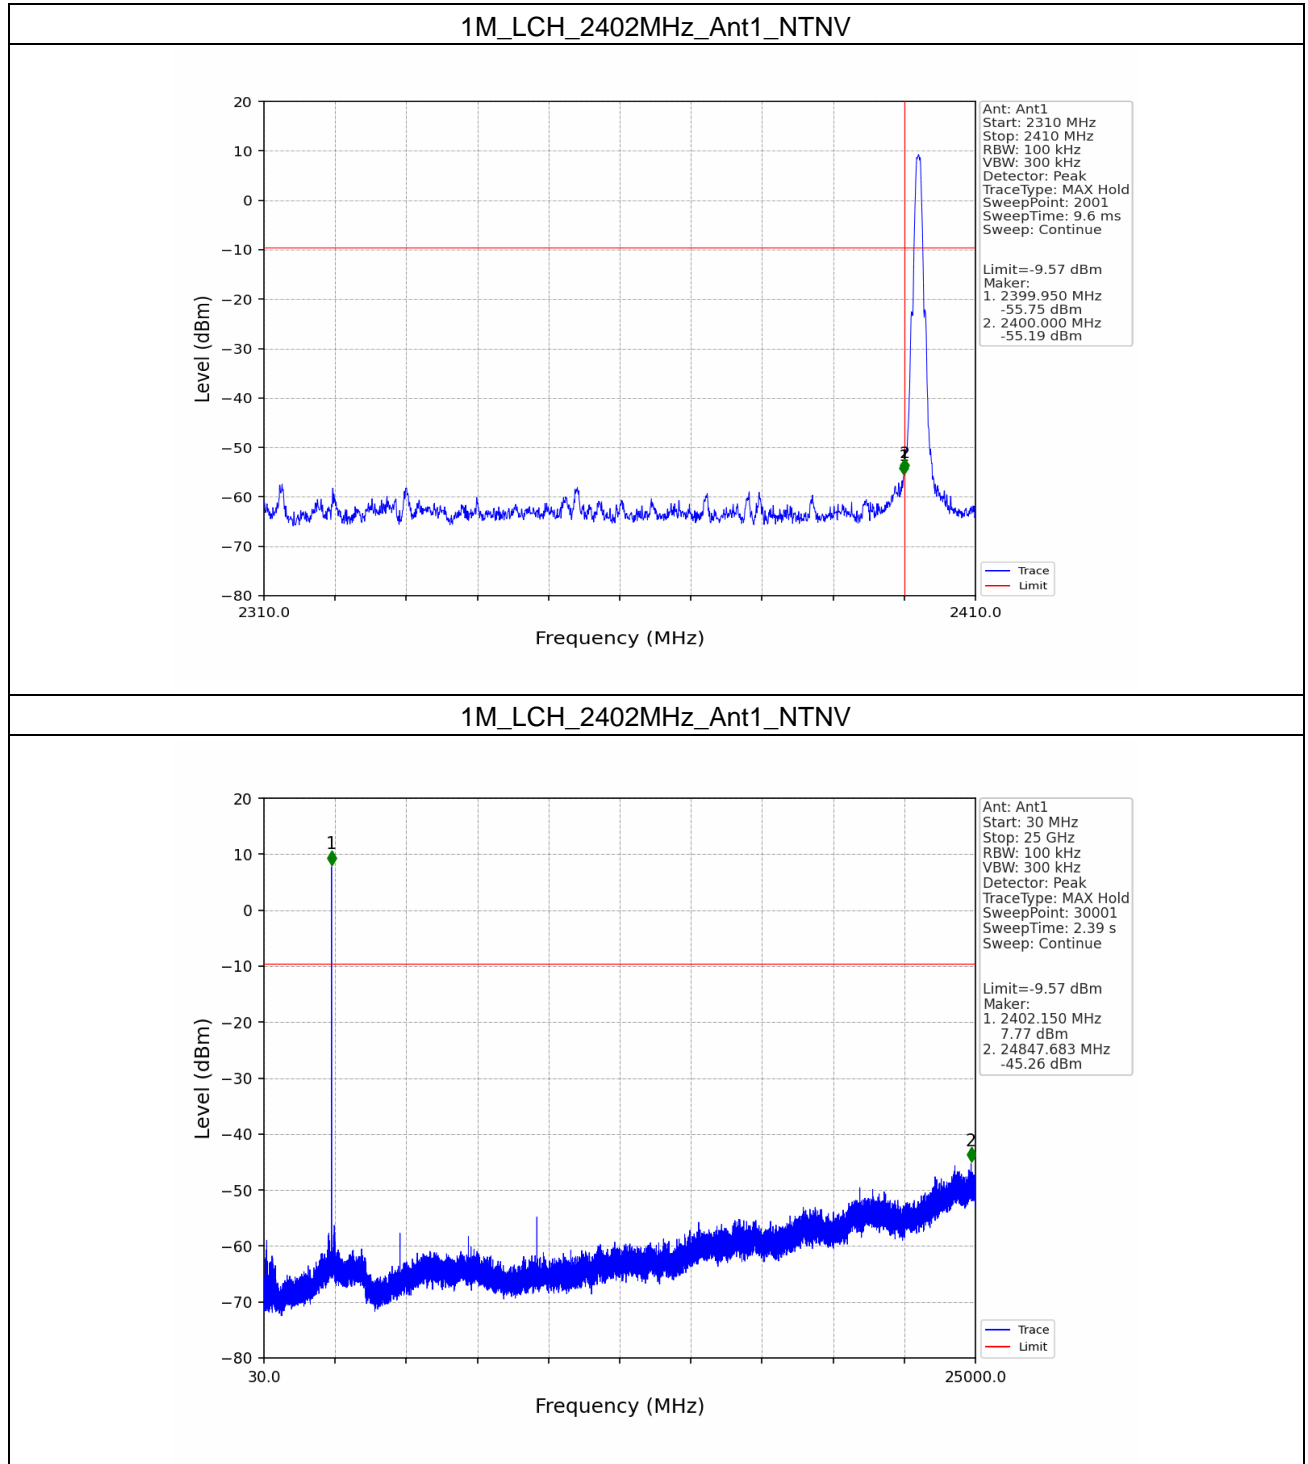 1M_LCH_2402MHz_Ant1_NTNV
20
10
0
−10
−20
−30
−40
−50
−60
−70
−80
Level (dBm)
2310.0
2410.0
Frequency (MHz)
2
Ant: Ant1
Start: 2310 MHz
Stop: 2410 MHz
RBW: 100 kHz
VBW: 300 kHz
Detector: Peak
TraceType: MAX Hold
SweepPoint: 2001
SweepTime: 9.6 ms
Sweep: Continue
Limit=-9.57 dBm
Maker:
1. 2399.950 MHz
-55.75 dBm
2. 2400.000 MHz
-55.19 dBm
Trace
Limit
1M_LCH_2402MHz_Ant1_NTNV
20
10
0
−10
−20
−30
−40
−50
−60
−70
−80
Level (dBm)
30.0
25000.0
Frequency (MHz)
1
2
Ant: Ant1
Start: 30 MHz
Stop: 25 GHz
RBW: 100 kHz
VBW: 300 kHz
Detector: Peak
TraceType: MAX Hold
SweepPoint: 30001
SweepTime: 2.39 s
Sweep: Continue
Limit=-9.57 dBm
Maker:
1. 2402.150 MHz
7.77 dBm
2. 24847.683 MHz
-45.26 dBm
Trace
Limit